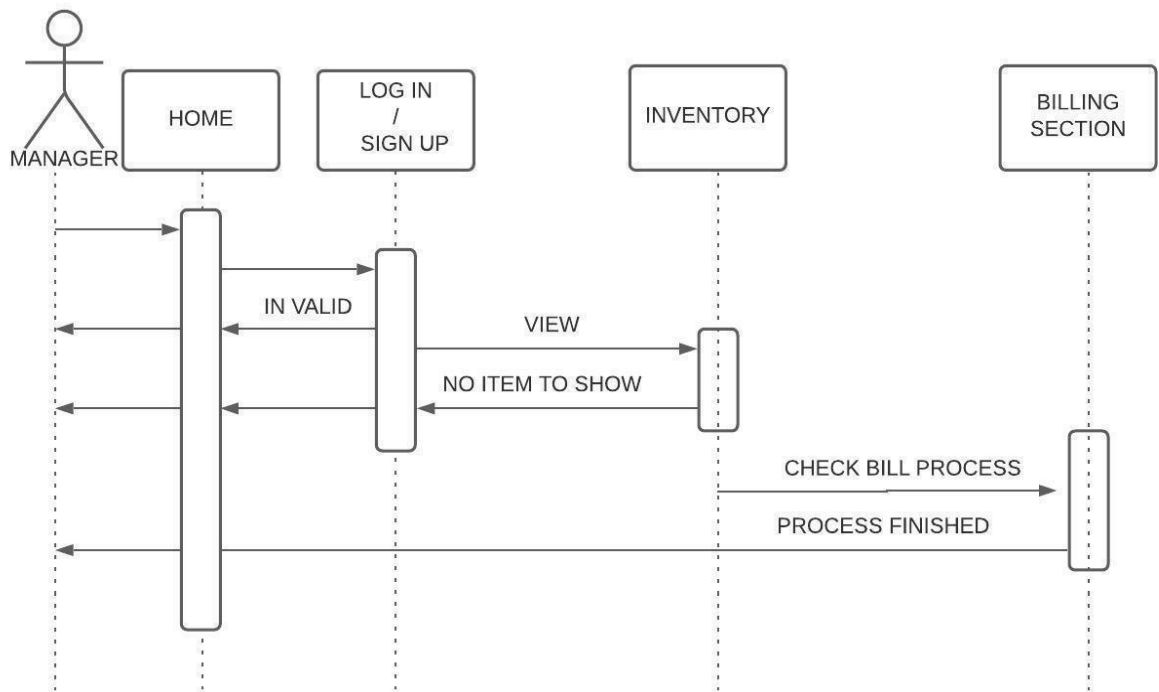 MANAGER
HOME
LOG IN
/
SIGN UP
INVENTORY
BILLING
SECTION
IN VALID
VIEW
NO ITEM TO SHOW
CHECK BILL PROCESS
PROCESS FINISHED